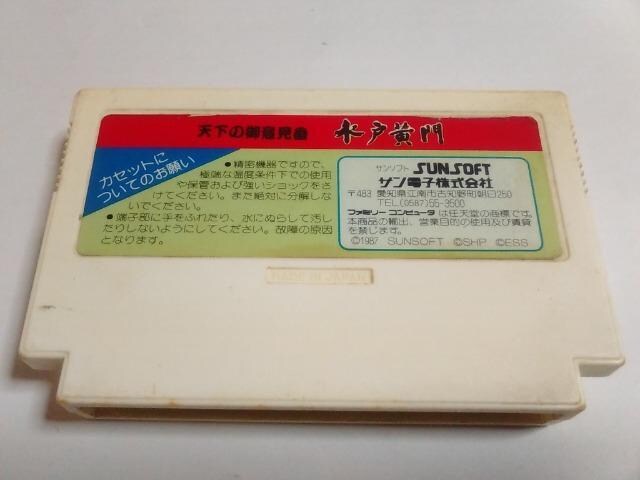 天下の御意見番 水戸黄門
カセットに
ついてのお願い
●精密機器ですので、
極端な温度条件下での使用
や保管および強いショックをさ
けてください。また絶対に分解しな
いでください。
●端子部に手をふれたり、水にぬらして汚し
たりしないようにしてください。故障の原因
となります。
サンソフト SUNSOFT
サン電子株式会社
〒483 愛知県江南市古知野町朝日250
TEL.(0587)55-3500
ファミリー コンピュータ は任天堂の商標です。
本商品の輸出、営業目的の使用及び賃貸
を禁じます。
©1987 SUNSOFT ©SHP ©ESS
MADE IN JAPAN